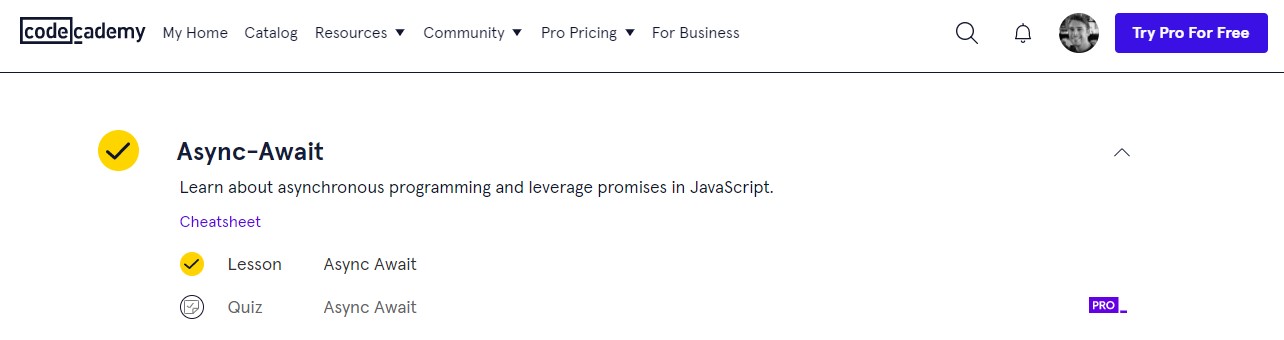 codecademy My Home Catalog Resources Community Pro Pricing For Business Try Pro For Free
Async-Await
Learn about asynchronous programming and leverage promises in JavaScript.
Cheatsheet
Lesson Async Await
Quiz Async Await PRO